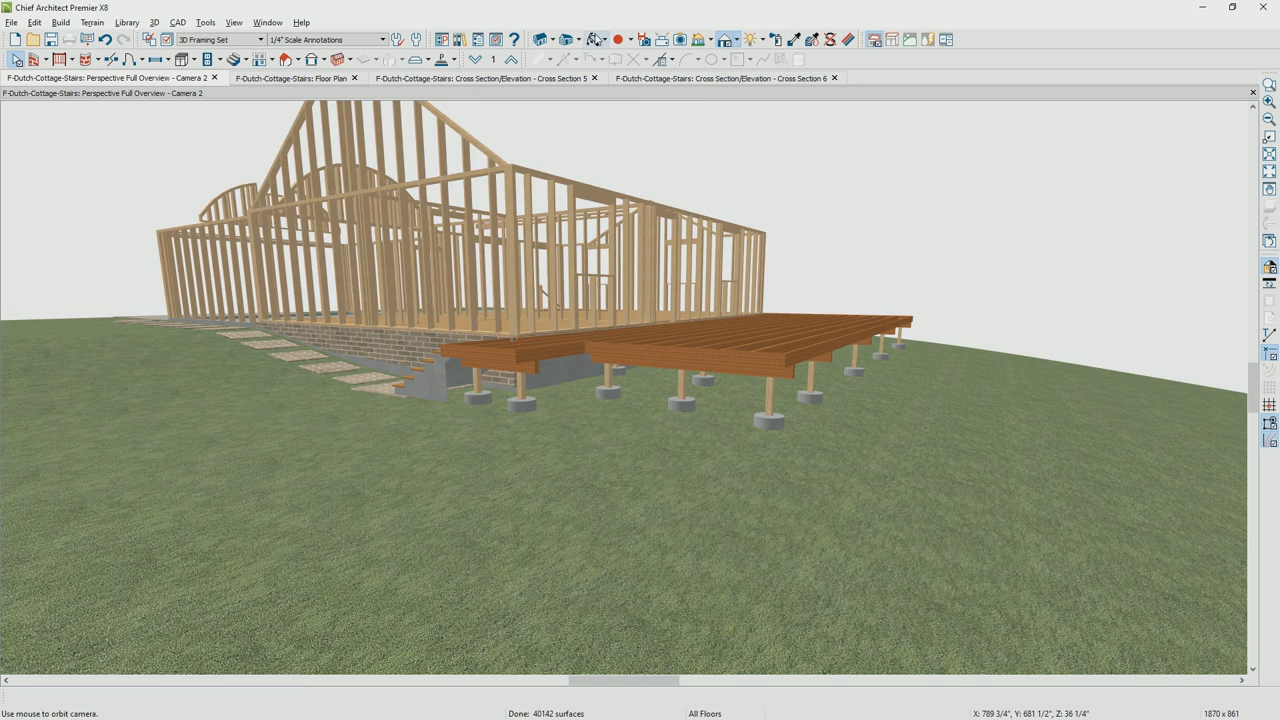 Chief Architect Premier X8
File Edit Build Terrain Library 3D CAD Tools View Window Help
3D Framing Set 1/4" Scale Annotations
1
F-Dutch-Cottage-Stairs: Perspective Full Overview - Camera 2 F-Dutch-Cottage-Stairs: Floor Plan F-Dutch-Cottage-Stairs: Cross Section/Elevation - Cross Section 5 F-Dutch-Cottage-Stairs: Cross Section/Elevation - Cross Section 6
F-Dutch-Cottage-Stairs: Perspective Full Overview - Camera 2
Use mouse to orbit camera. Done: 40142 surfaces All Floors X: 789 3/4", Y: 681 1/2", Z: 36 1/4" 1870 x 861